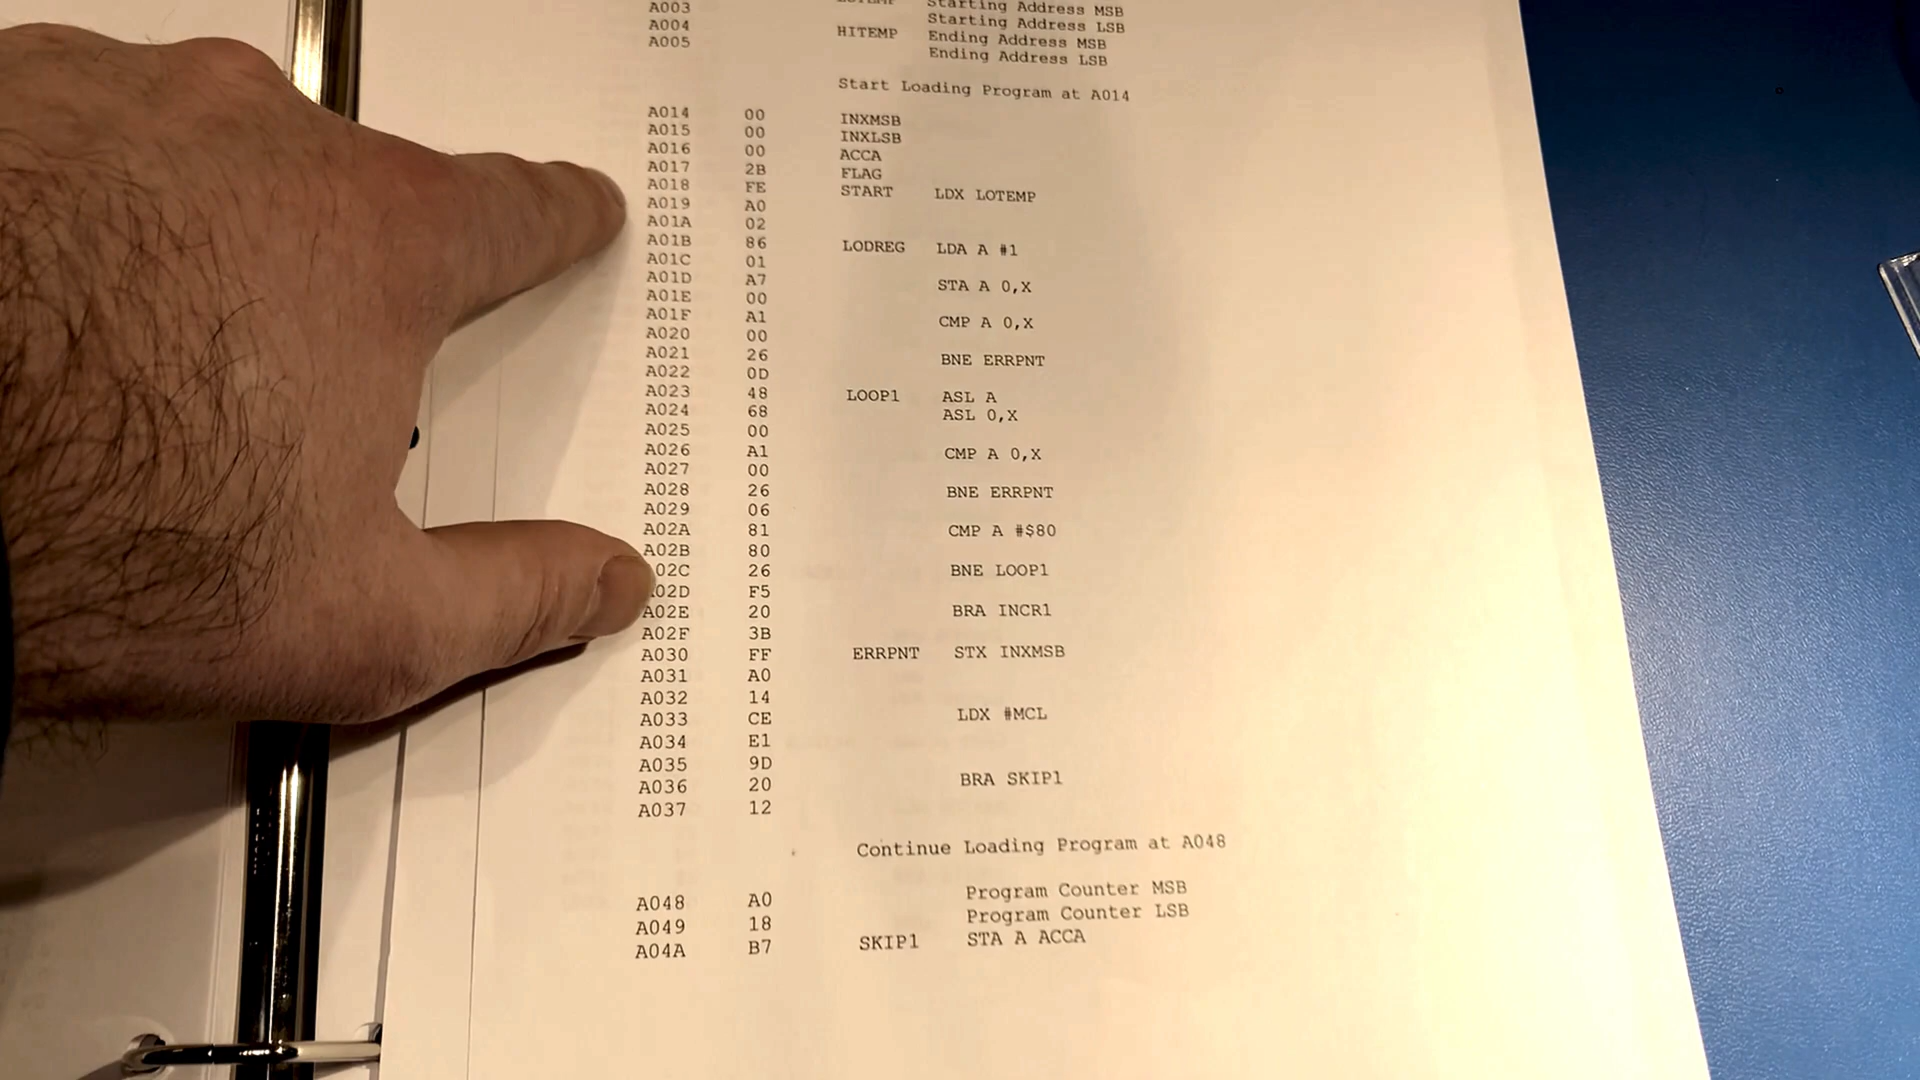 A003 Starting Address MSB
A004 Starting Address LSB
A005 HITEMP Ending Address MSB
Ending Address LSB
Start Loading Program at A014
A014 00 INXMSB
A015 00 INXLSB
A016 00 ACCA
A017 2B FLAG
A018 FE START LDX LOTEMP
A019 A0
A01A 02
A01B 86 LODREG LDA A #1
A01C 01
A01D A7 STA A 0,X
A01E 00
A01F A1 CMP A 0,X
A020 00
A021 26 BNE ERRPNT
A022 0D
A023 48 LOOP1 ASL A
A024 68 ASL 0,X
A025 00
A026 A1 CMP A 0,X
A027 00
A028 26 BNE ERRPNT
A029 06
A02A 81 CMP A #$80
A02B 80
02C 26 BNE LOOP1
02D F5
A02E 20 BRA INCR1
A02F 3B
A030 FF ERRPNT STX INXMSB
A031 A0
A032 14
A033 CE LDX #MCL
A034 E1
A035 9D
A036 20 BRA SKIP1
A037 12
Continue Loading Program at A048
A048 A0 Program Counter MSB
A049 18 Program Counter LSB
A04A B7 SKIP1 STA A ACCA